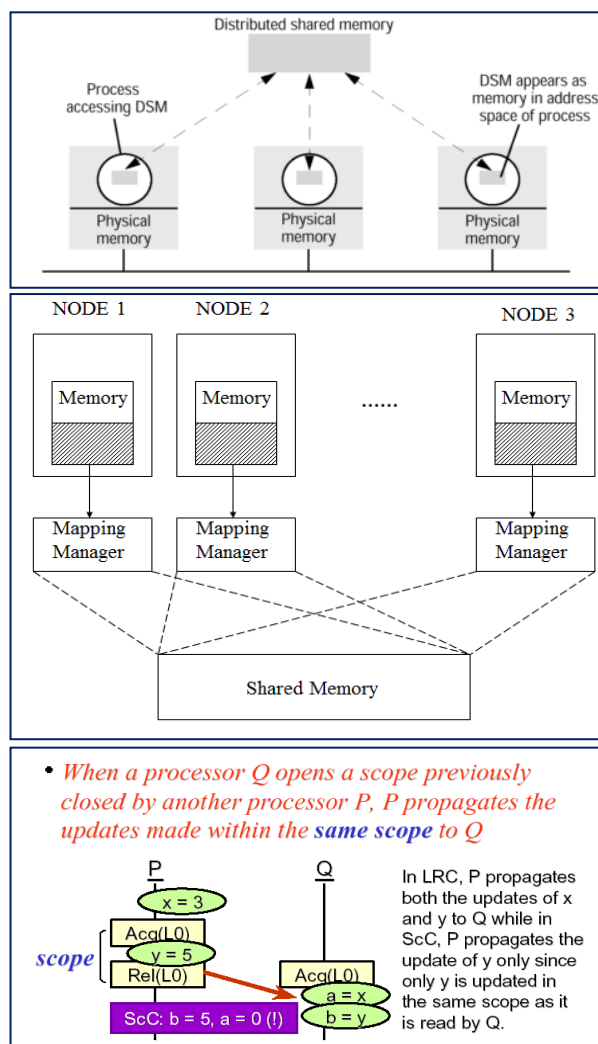 Distributed shared memory
Process
accessing DSM
DSM appears as
memory in address
space of process
Physical
memory
Physical
memory
Physical
memory
NODE 1
NODE 2
NODE 3
Memory
Memory
......
Memory
Mapping
Manager
Mapping
Manager
Mapping
Manager
Shared Memory
• When a processor Q opens a scope previously
closed by another processor P, P propagates the
updates made within the same scope to Q
P
Q
x = 3
Acq(L0)
y = 5
scope
Rel(L0)
Acq(L0)
a = x
b = y
ScC: b = 5, a = 0 (!)
In LRC, P propagates
both the updates of x
and y to Q while in
ScC, P propagates the
update of y only since
only y is updated in
the same scope as it
is read by Q.